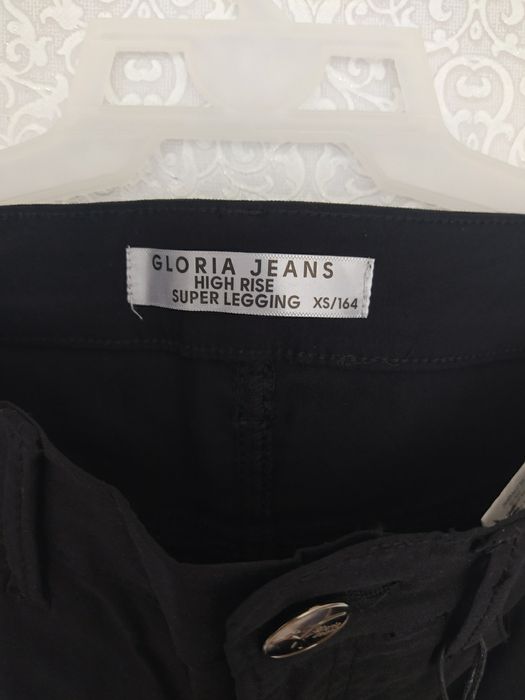 GLORIA JEANS
HIGH RISE
SUPER LEGGING XS/164